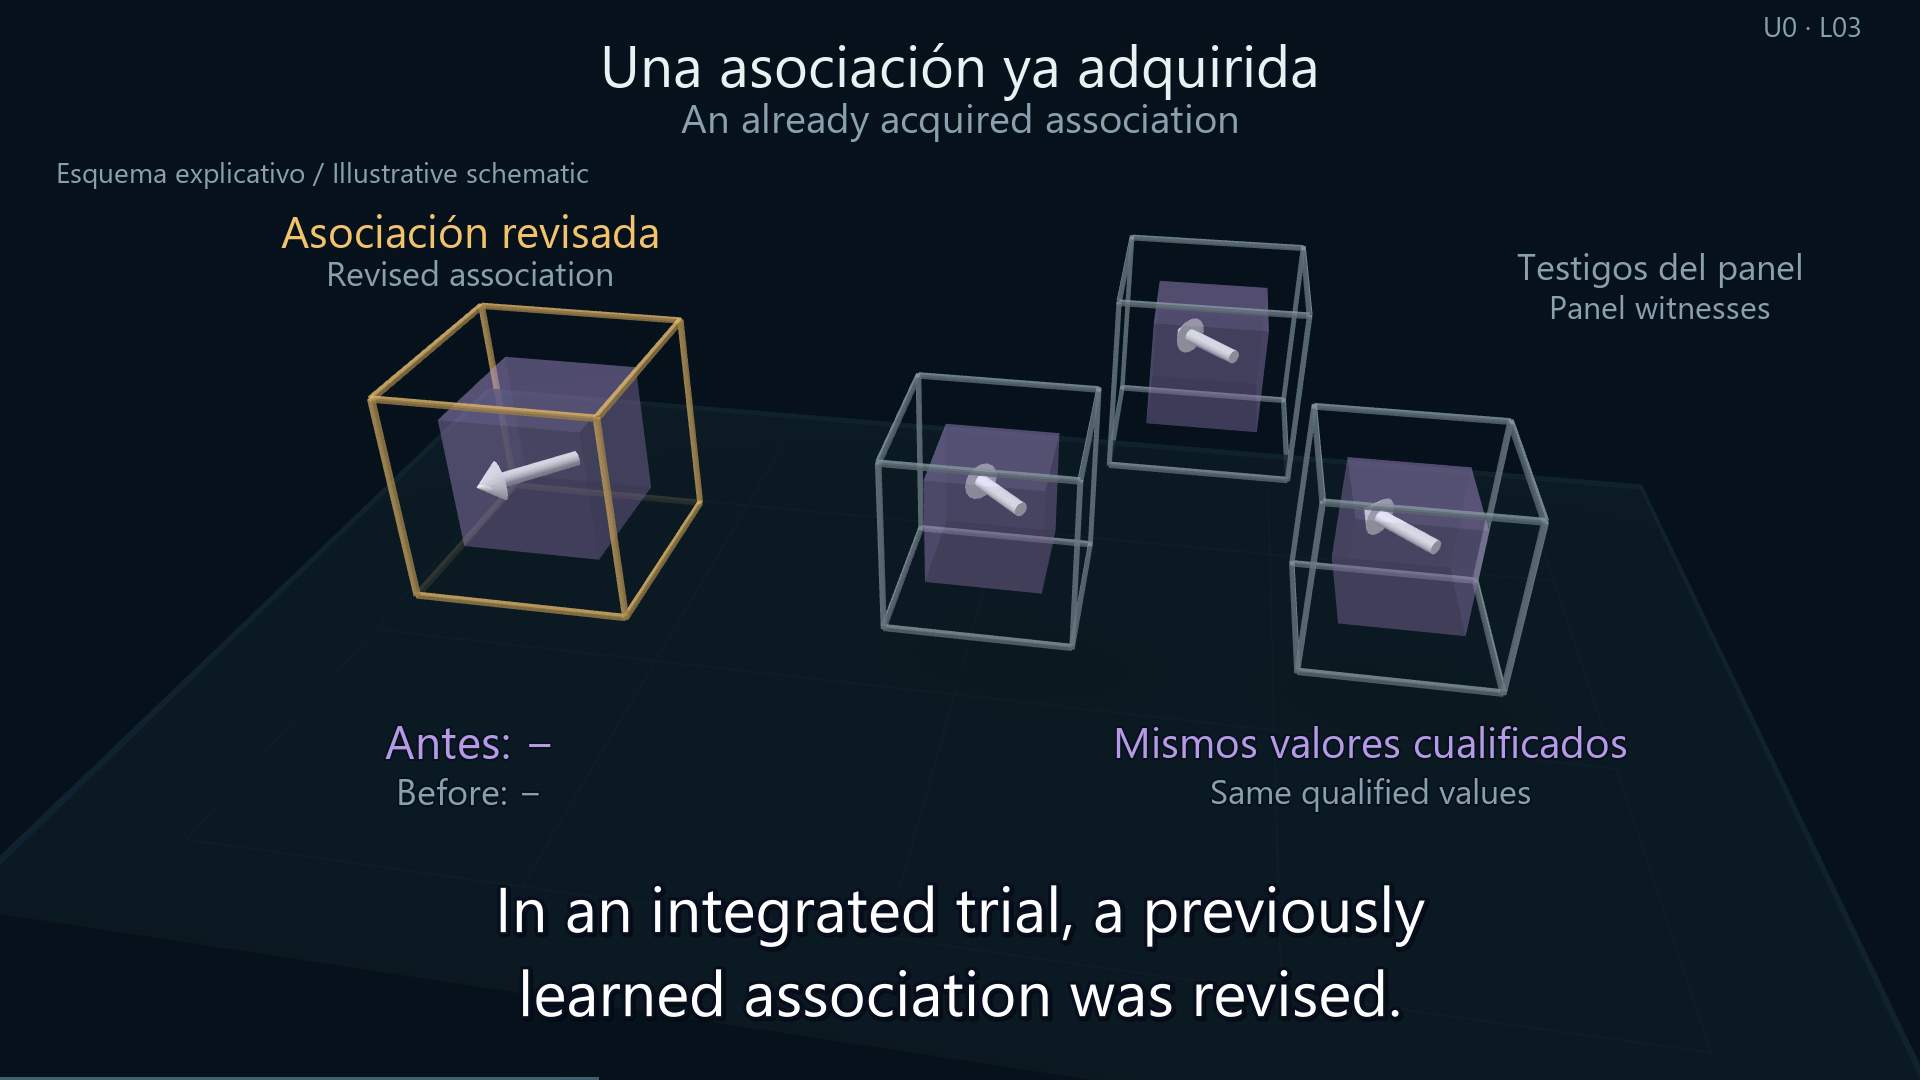 U0 · L03
Una asociación ya adquirida
An already acquired association
Esquema explicativo / Illustrative schematic
Asociación revisada
Revised association
Testigos del panel
Panel witnesses
Antes: –
Before: –
Mismos valores cualificados
Same qualified values
In an integrated trial, a previously
learned association was revised.